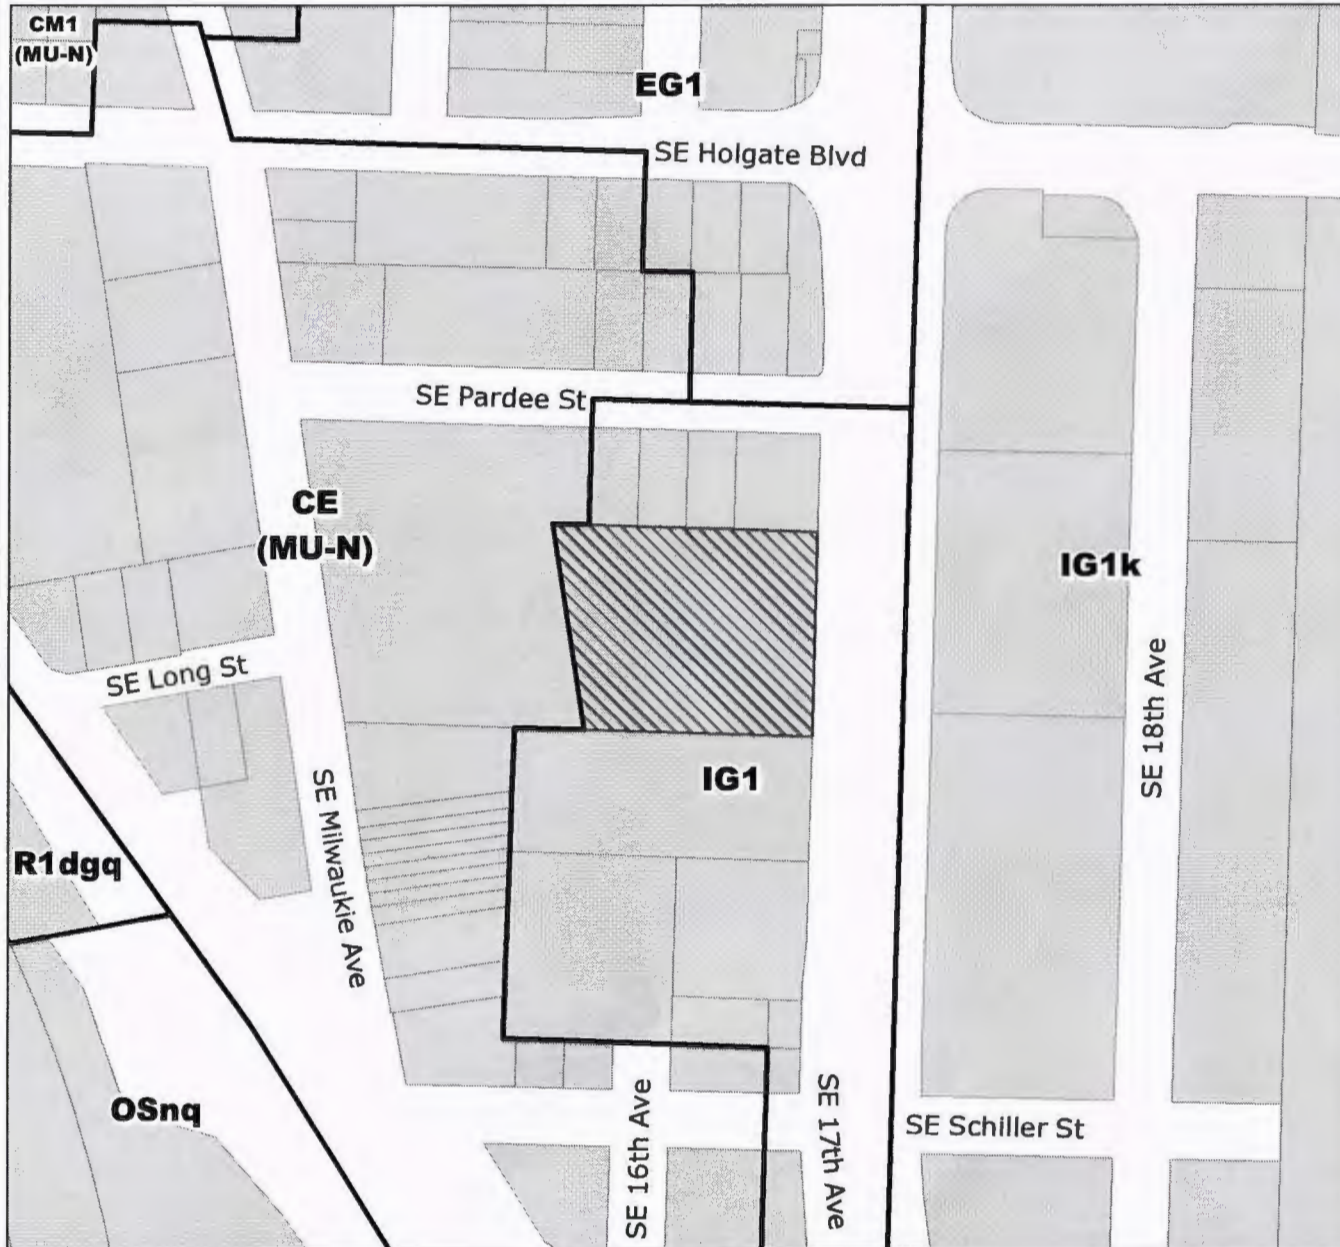 CM1
(MU-N)
EG1
SE Holgate Blvd
SE Pardee St
CE
(MU-N)
IG1k
SE Long St
SE 18th Ave
IG1
SE Milwaukie Ave
R1dgq
OSnq
SE 16th Ave
SE 17th Ave
SE Schiller St